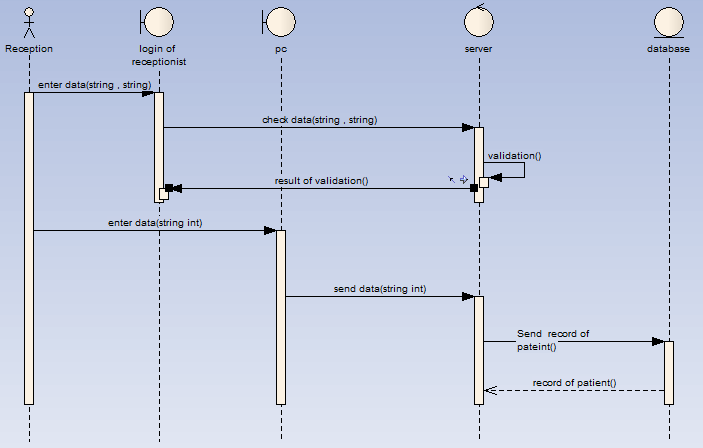 Reception
login of
receptionist
pc
server
database
enter data(string , string)
check data(string , string)
validation()
result of validation()
enter data(string int)
send data(string int)
Send record of
pateint()
record of patient()